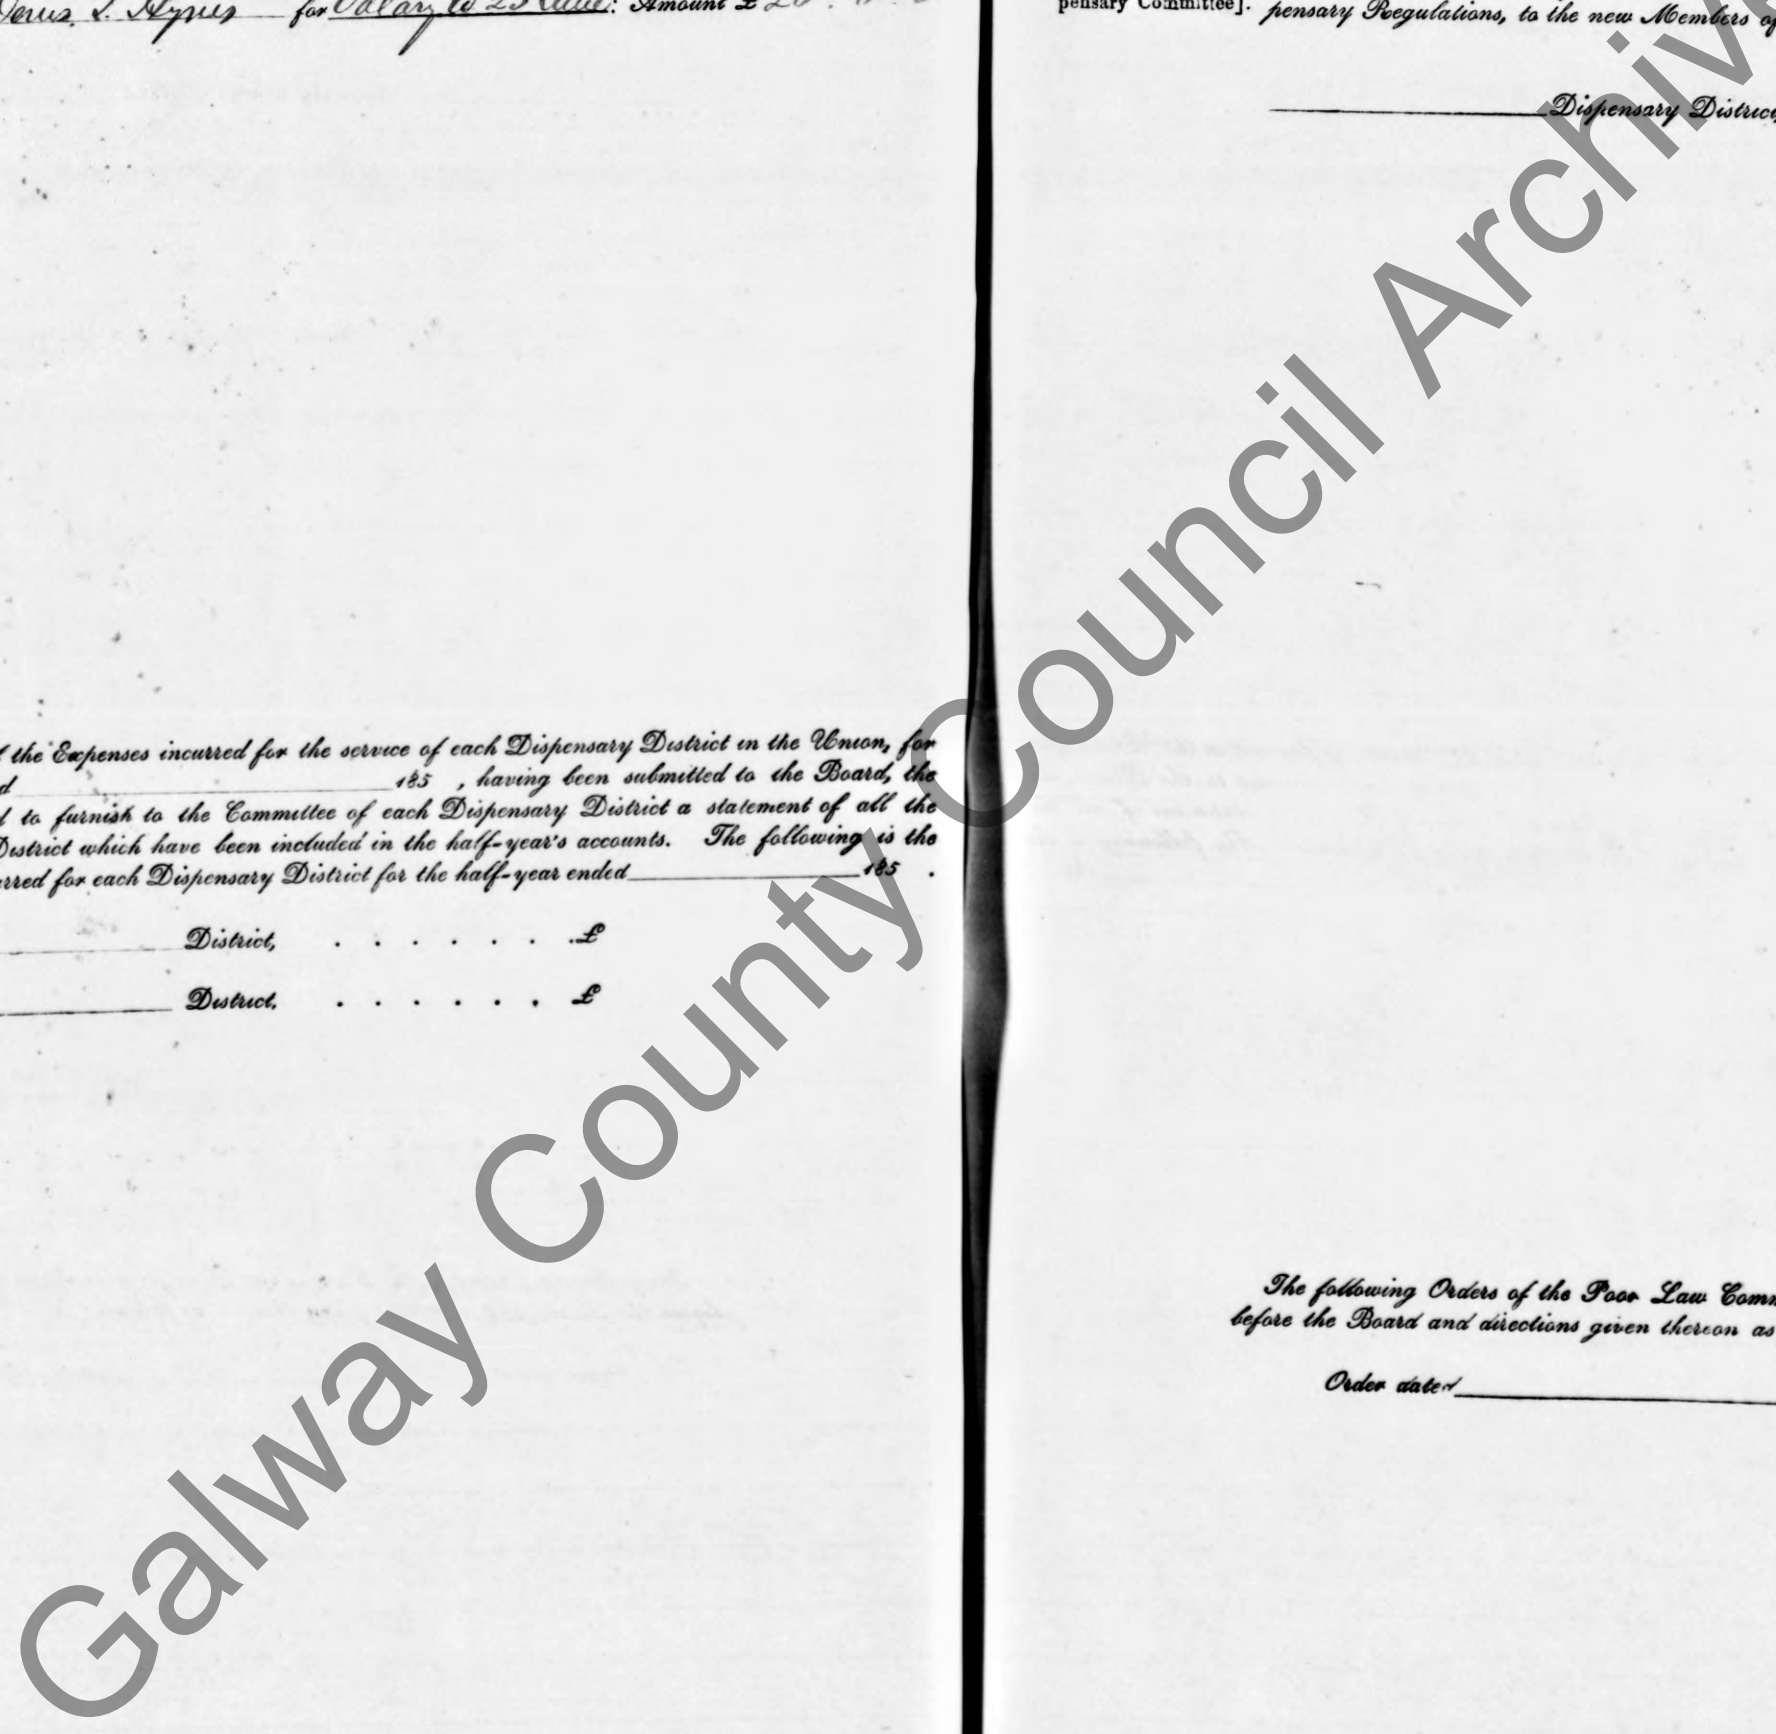 for Salary to 25 Amount £
the Expenses incurred for the service of each Dispensary District in the Union, for
185 , having been submitted to the Board, the
to furnish to the Committee of each Dispensary District a statement of all the
District which have been included in the half-year's accounts. The following is the
rred for each Dispensary District for the half-year ended 185 .
District, . . . . . . . £
District. . . . . . . £
pensary Committee]. pensary Regulations, to the new Members of
Dispensary District,
The following Orders of the Poor Law Comm
before the Board and directions given thereon as
Order dated
Galway County Council Archive